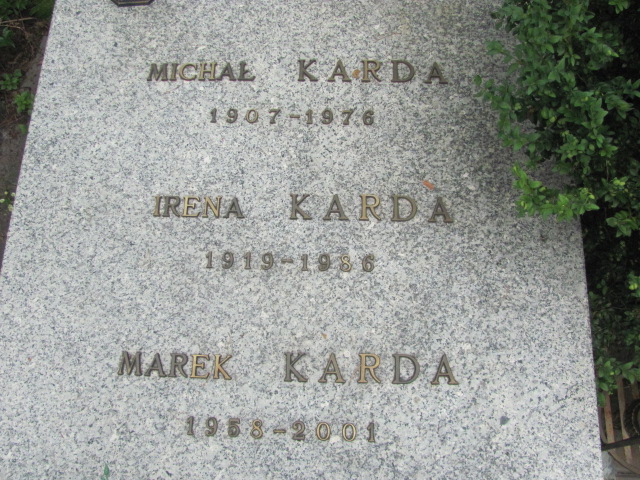 MICHAŁ KARDA
1907-1976
IRENA KARDA
1919-1986
MAREK KARDA
1958-2001